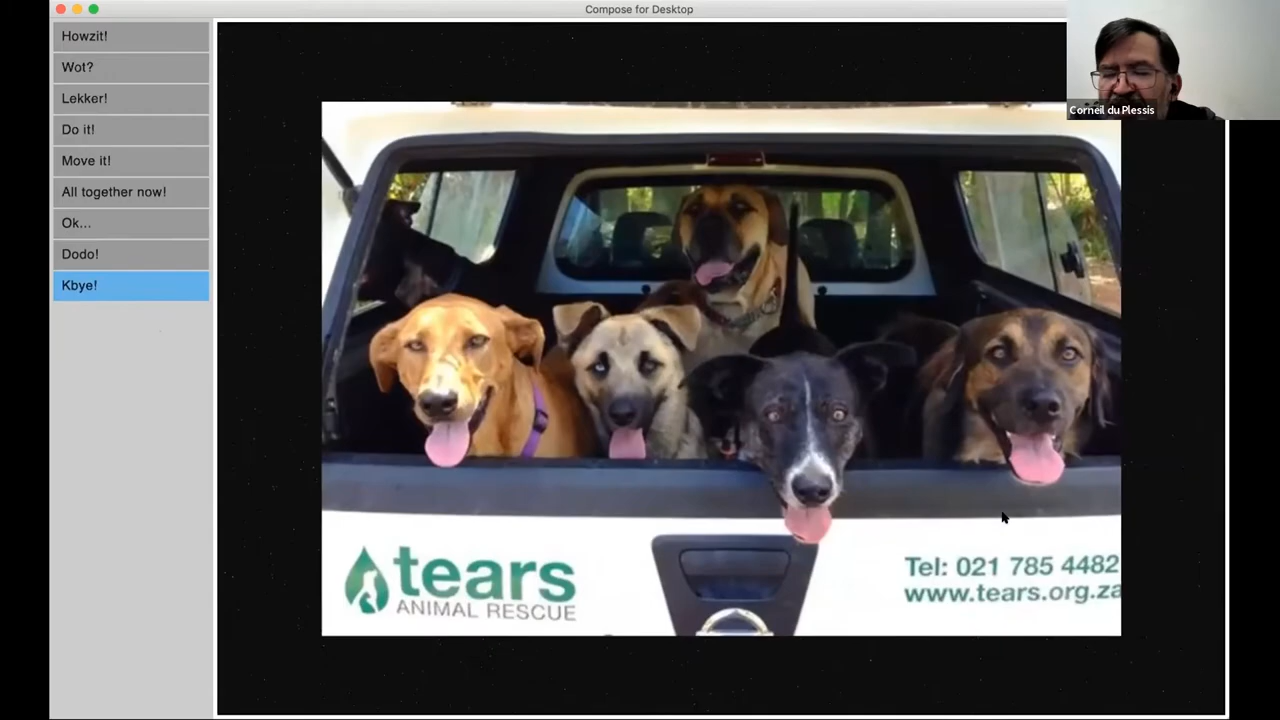 Compose for Desktop
Howzit!
Wot?
Lekker!
Do it!
Move it!
All together now!
Ok...
Dodo!
Kbye!
Corneil du Plessis
tears
ANIMAL RESCUE
Tel: 021 785 4482
www.tears.org.za